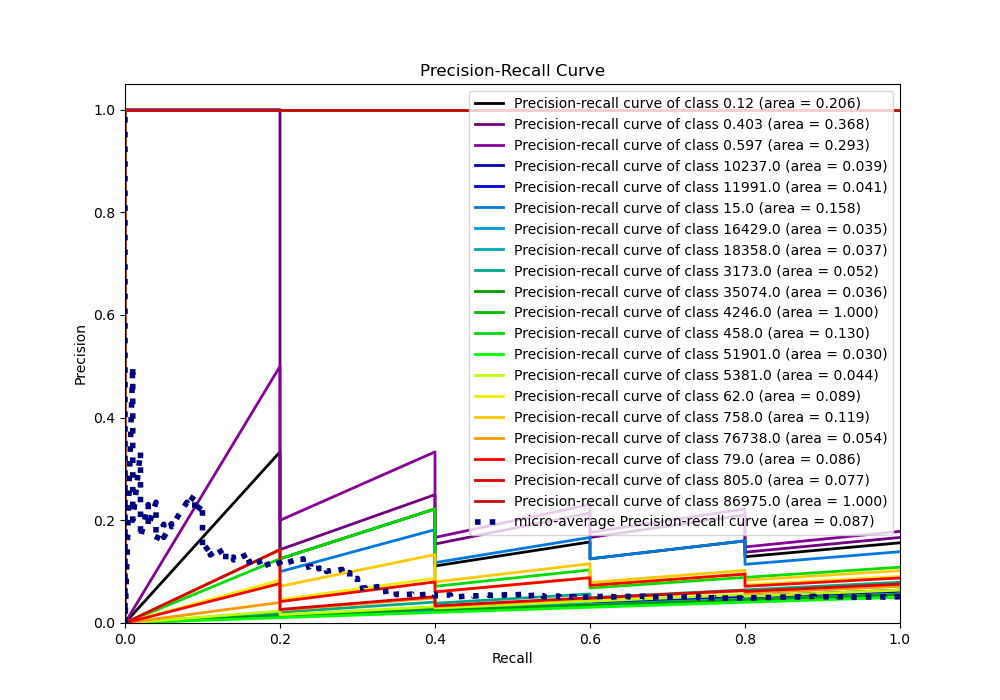 Precision-Recall Curve
1.0
0.8
0.6
0.4
0.2
0.0
Precision
0.0 0.2 0.4 0.6 0.8 1.0
Recall
Precision-recall curve of class 0.12 (area = 0.206)
Precision-recall curve of class 0.403 (area = 0.368)
Precision-recall curve of class 0.597 (area = 0.293)
Precision-recall curve of class 10237.0 (area = 0.039)
Precision-recall curve of class 11991.0 (area = 0.041)
Precision-recall curve of class 15.0 (area = 0.158)
Precision-recall curve of class 16429.0 (area = 0.035)
Precision-recall curve of class 18358.0 (area = 0.037)
Precision-recall curve of class 3173.0 (area = 0.052)
Precision-recall curve of class 35074.0 (area = 0.036)
Precision-recall curve of class 4246.0 (area = 1.000)
Precision-recall curve of class 458.0 (area = 0.130)
Precision-recall curve of class 51901.0 (area = 0.030)
Precision-recall curve of class 5381.0 (area = 0.044)
Precision-recall curve of class 62.0 (area = 0.089)
Precision-recall curve of class 758.0 (area = 0.119)
Precision-recall curve of class 76738.0 (area = 0.054)
Precision-recall curve of class 79.0 (area = 0.086)
Precision-recall curve of class 805.0 (area = 0.077)
Precision-recall curve of class 86975.0 (area = 1.000)
micro-average Precision-recall curve (area = 0.087)